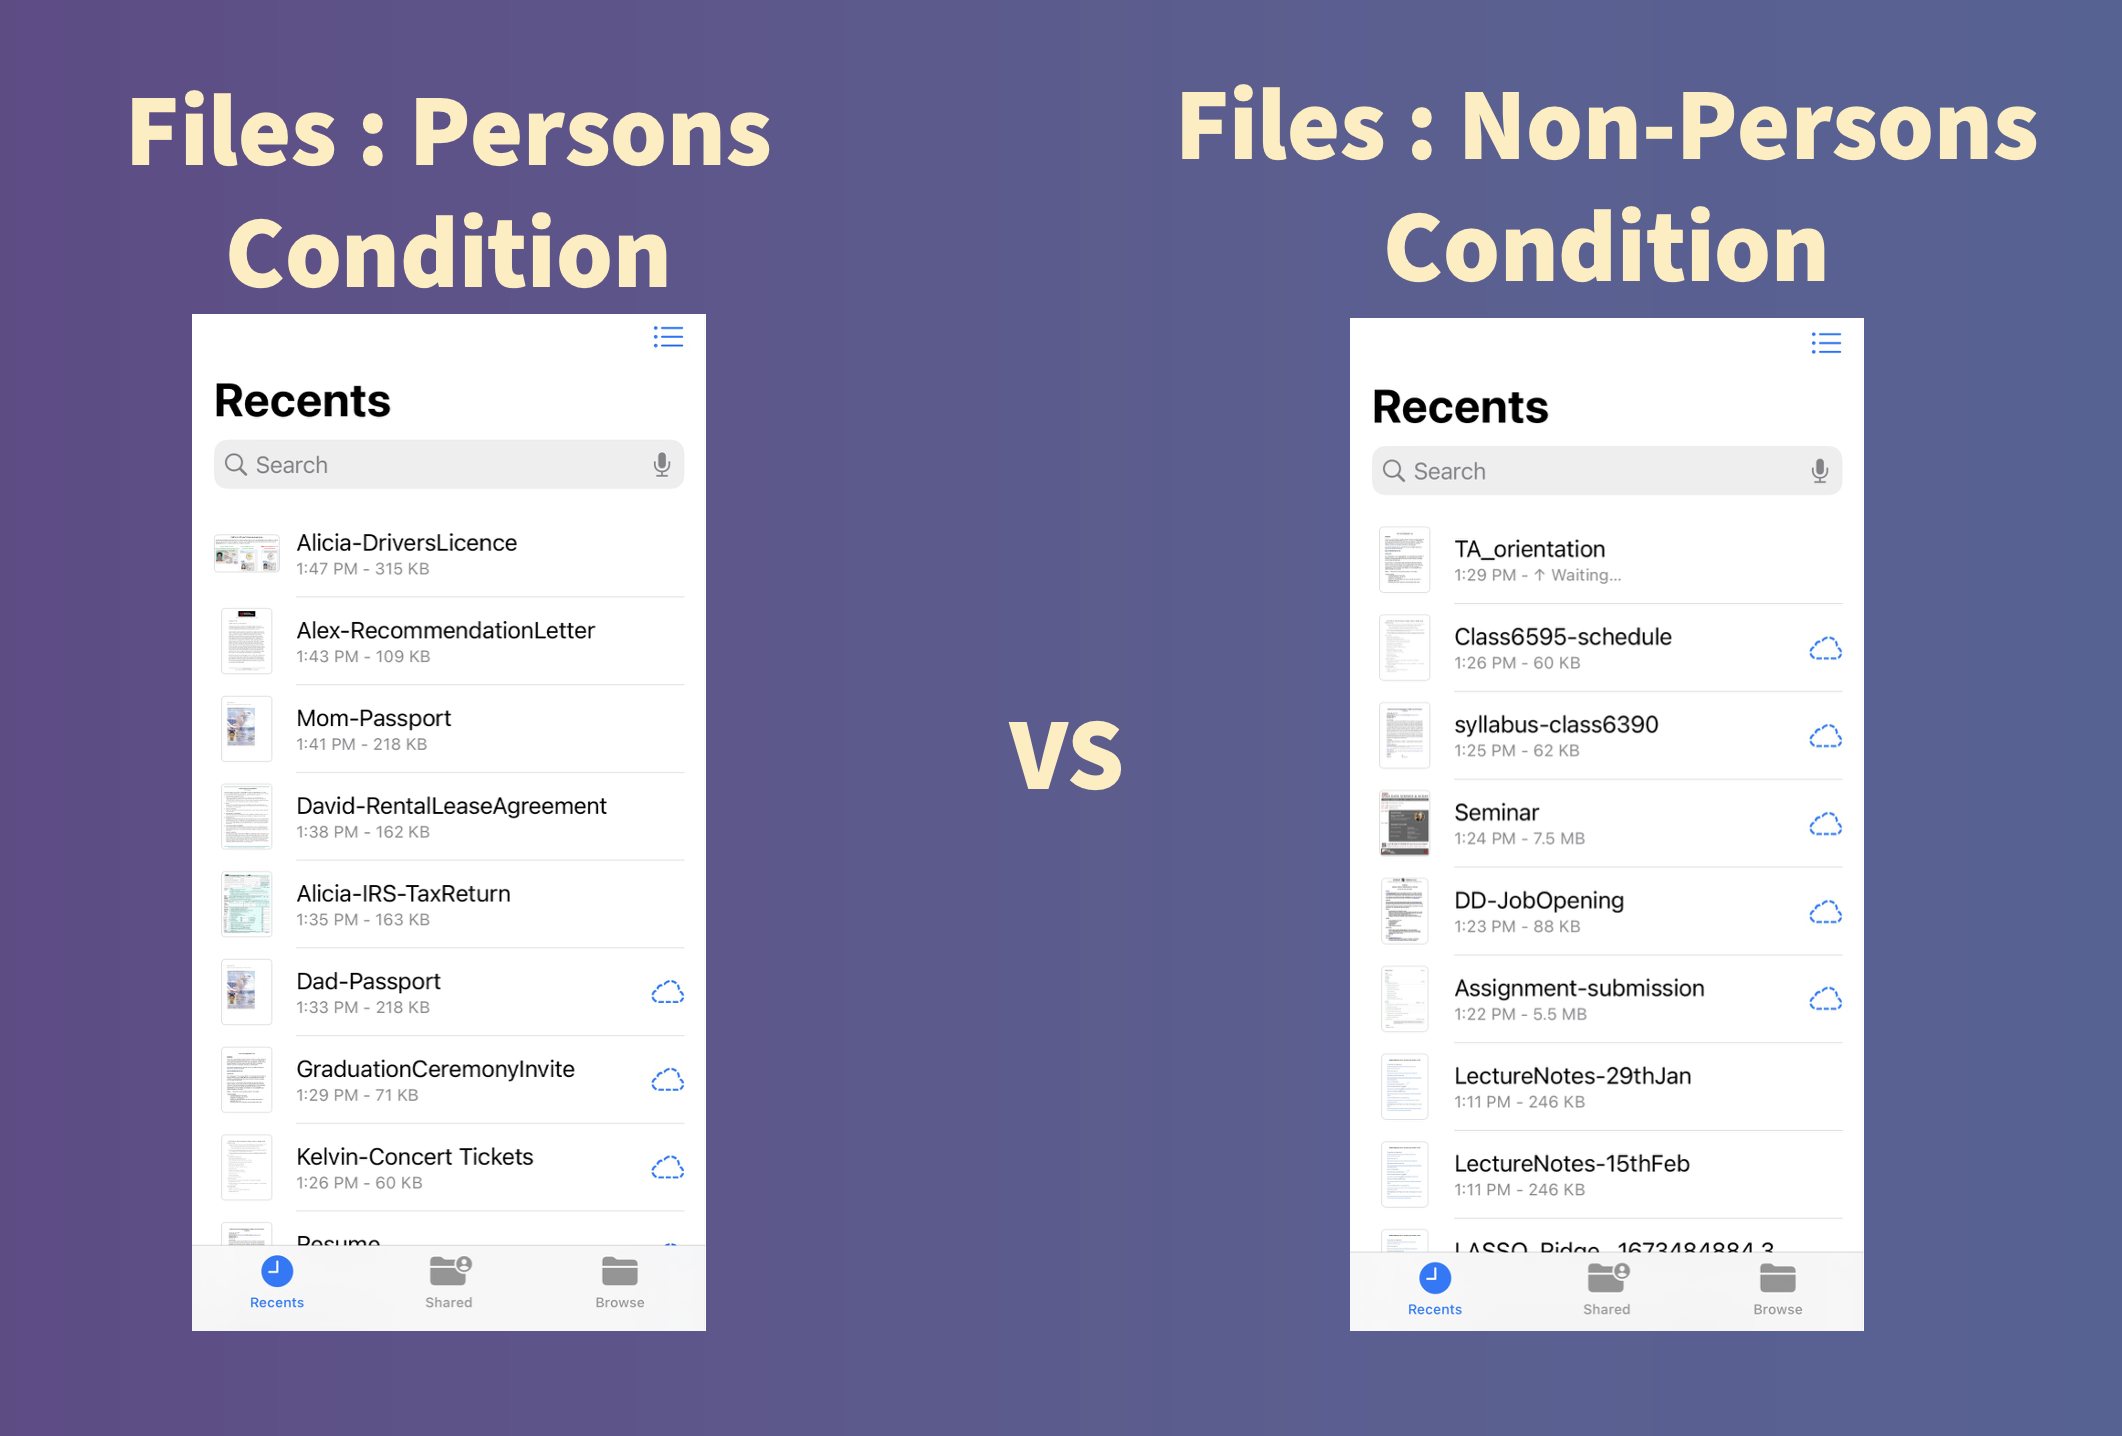 Files : Persons
Condition
Recents
Search
Alicia-DriversLicence
1:47 PM - 315 KB
Alex-RecommendationLetter
1:43 PM - 109 KB
Mom-Passport
1:41 PM - 218 KB
David-RentalLeaseAgreement
1:38 PM - 162 KB
Alicia-IRS-TaxReturn
1:35 PM - 163 KB
Dad-Passport
1:33 PM - 218 KB
GraduationCeremonyInvite
1:29 PM - 71 KB
Kelvin-Concert Tickets
1:26 PM - 60 KB
Resume
Recents
Shared
Browse
VS
Files : Non-Persons
Condition
Recents
Search
TA_orientation
1:29 PM - ↑ Waiting...
Class6595-schedule
1:26 PM - 60 KB
syllabus-class6390
1:25 PM - 62 KB
Seminar
1:24 PM - 7.5 MB
DD-JobOpening
1:23 PM - 88 KB
Assignment-submission
1:22 PM - 5.5 MB
LectureNotes-29thJan
1:11 PM - 246 KB
LectureNotes-15thFeb
1:11 PM - 246 KB
LASSO_Ridge_1673484884.3
Recents
Shared
Browse